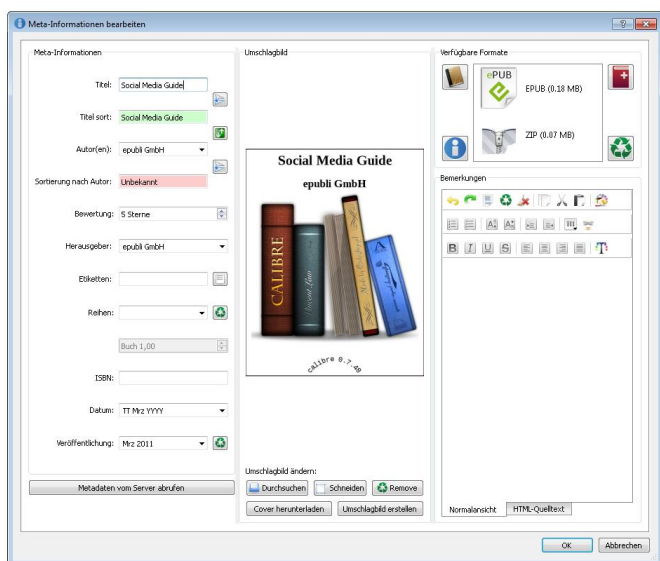 Meta-Informationen bearbeiten
Meta-Informationen
Titel: Social Media Guide
Titel sort: Social Media Guide
Autor(en): epubli GmbH
Sortierung nach Autor: Unbekannt
Bewertung: 5 Sterne
Herausgeber: epubli GmbH
Etiketten:
Reihen:
Buch 1,00
ISBN:
Datum: TT Mrz YYYY
Veröffentlichung: Mrz 2011
Metadaten vom Server abrufen
Umschlagbild
Social Media Guide
epubli GmbH
CALIBRE
calibre 0.7.49
Umschlagbild ändern:
Durchsuchen Schneiden Remove
Cover herunterladen Umschlagbild erstellen
Verfügbare Formate
ePUB
EPUB (0.18 MB)
ZIP (0.07 MB)
Bemerkungen
B I U S
Normalansicht HTML-Quelltext
OK Abbrechen